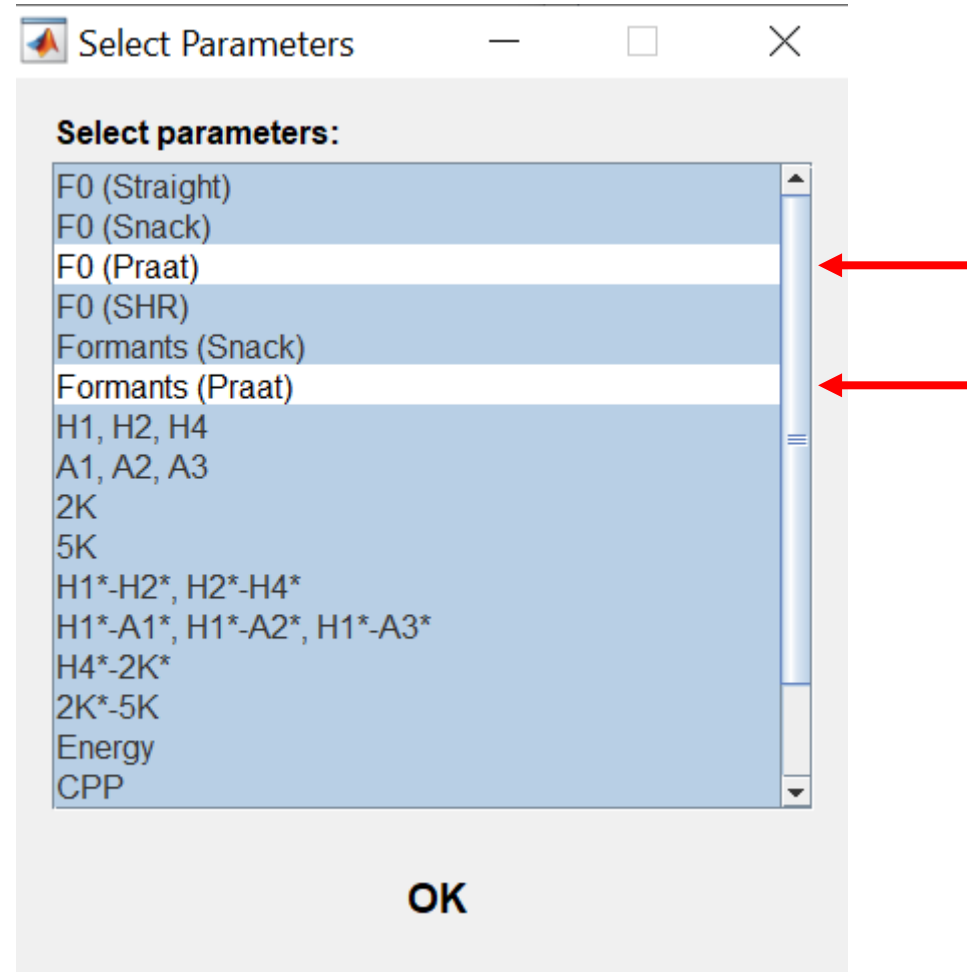 Select Parameters
Select parameters:
F0 (Straight)
F0 (Snack)
F0 (Praat)
F0 (SHR)
Formants (Snack)
Formants (Praat)
H1, H2, H4
A1, A2, A3
2K
5K
H1*-H2*, H2*-H4*
H1*-A1*, H1*-A2*, H1*-A3*
H4*-2K*
2K*-5K
Energy
CPP
OK